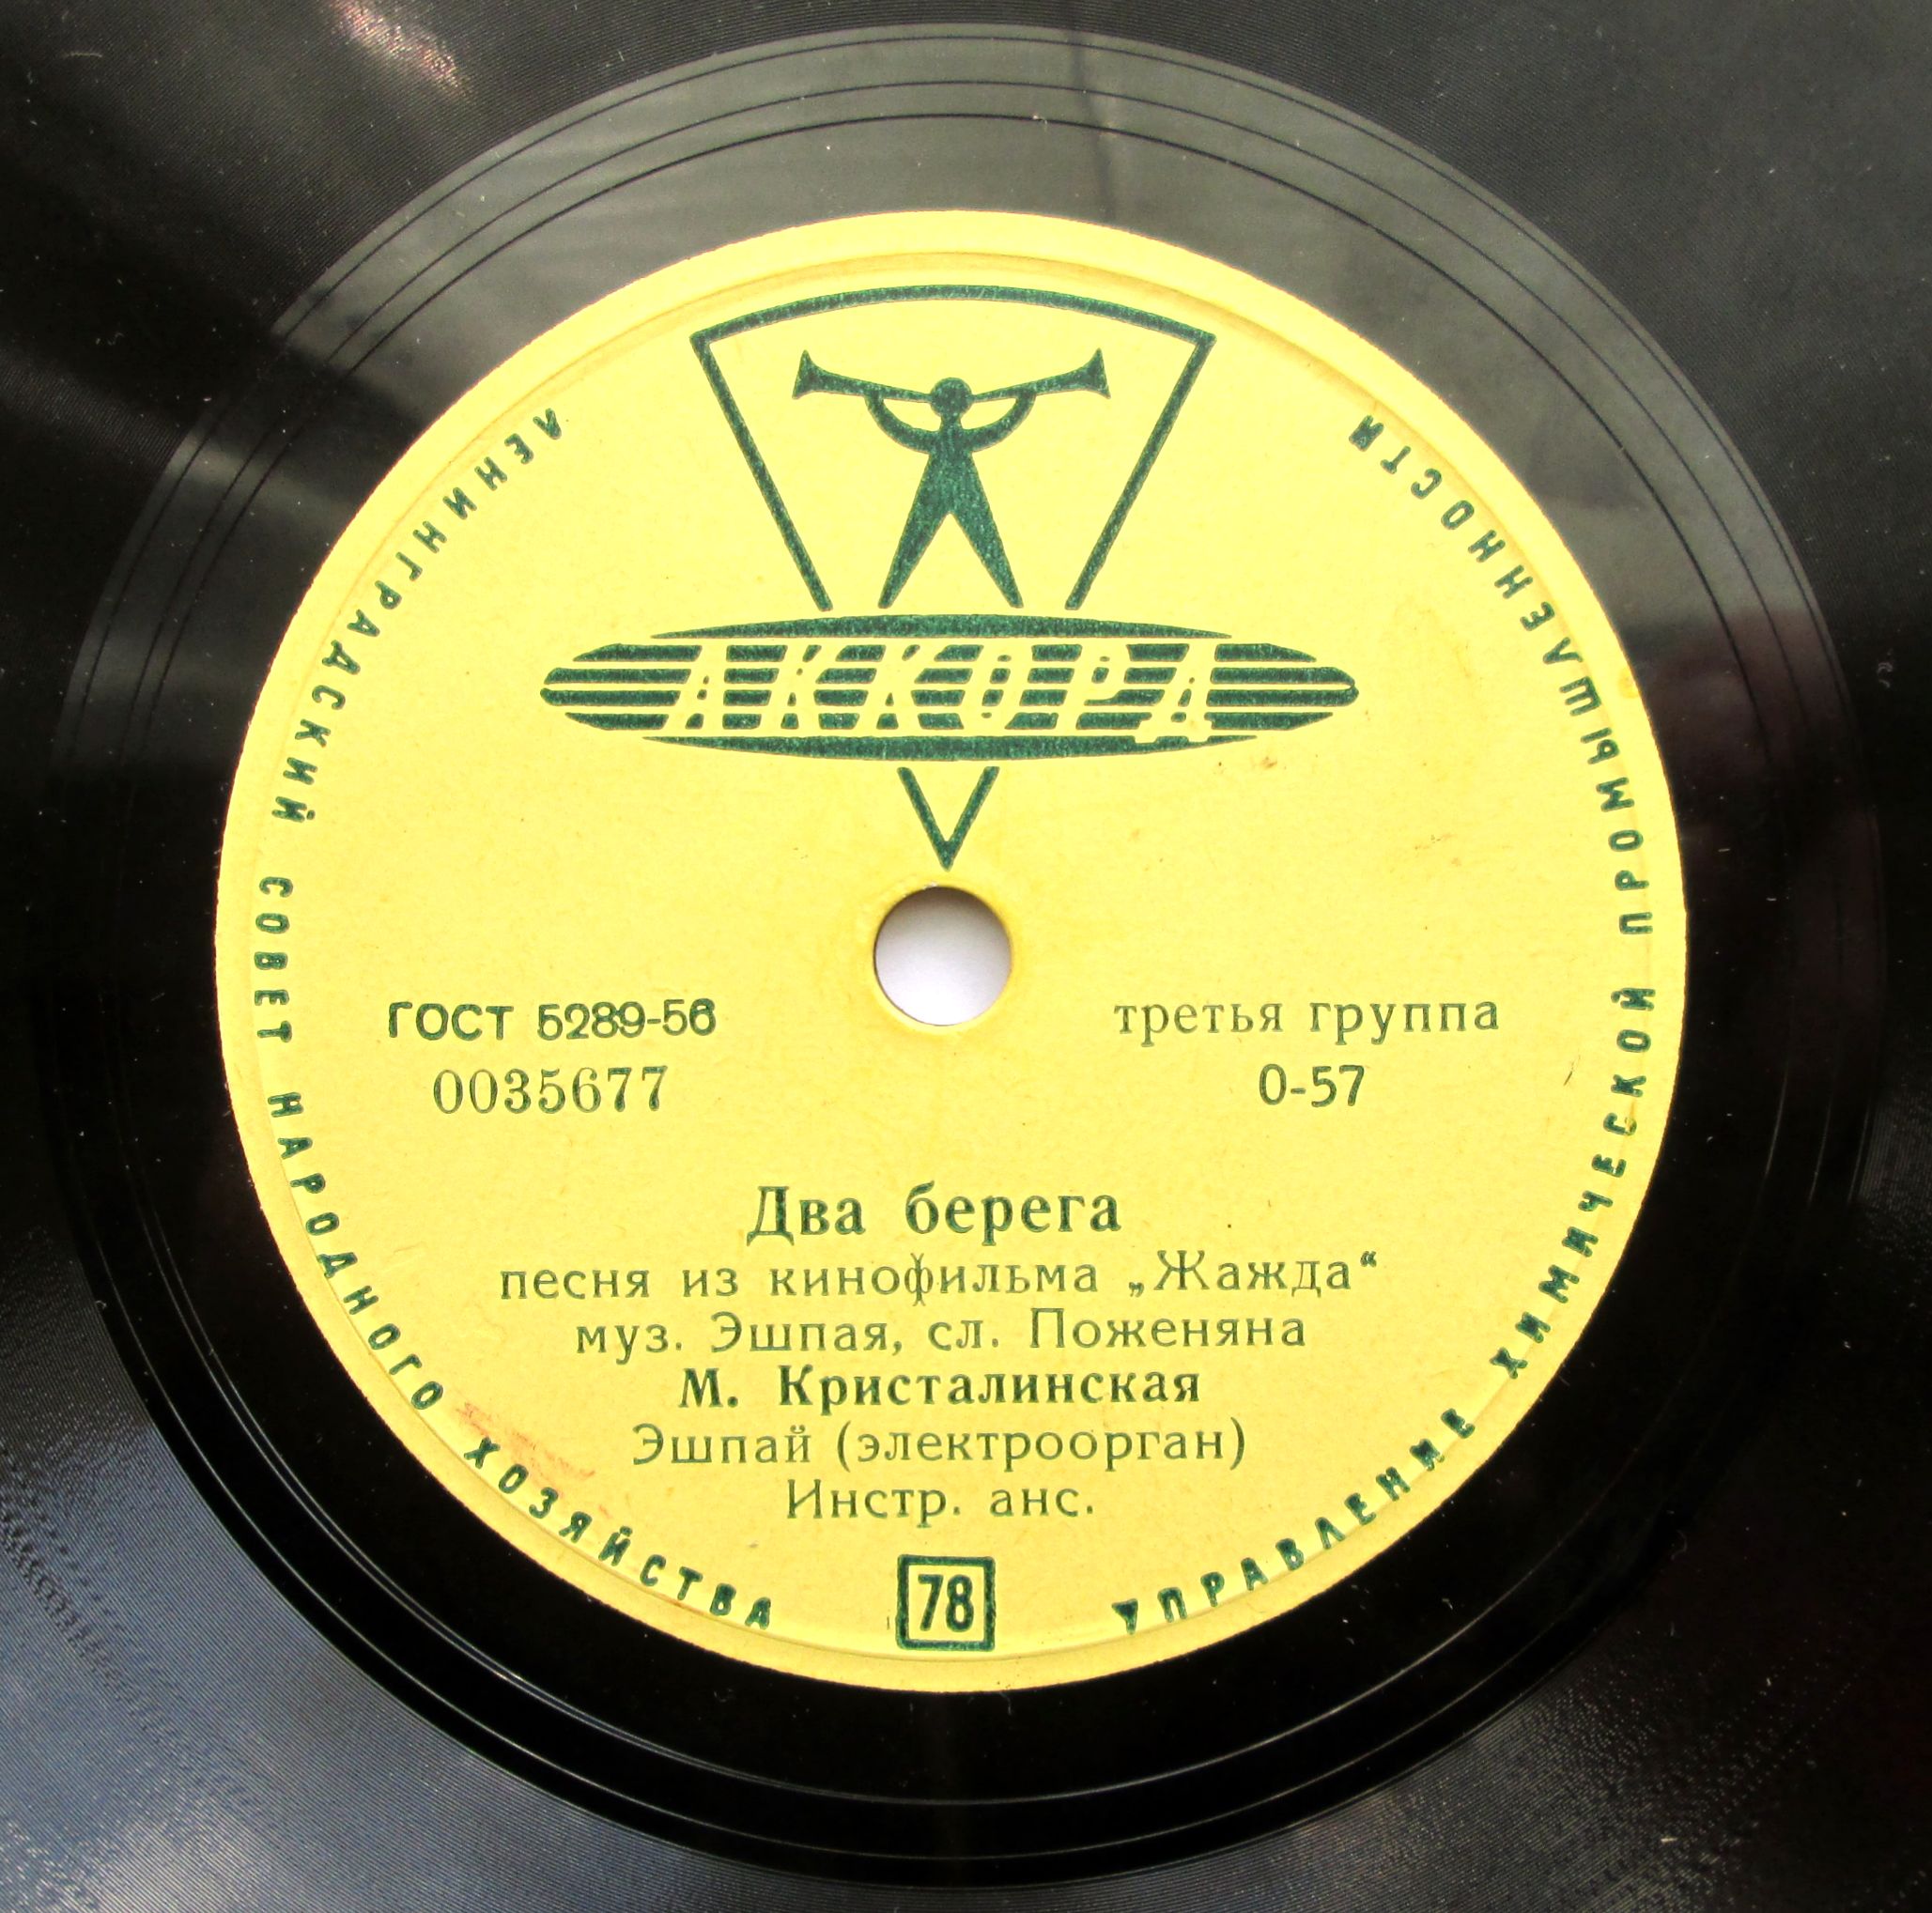 АККОРД
ЛЕНИНГРАДСКИЙ СОВЕТ НАРОДНОГО ХОЗЯЙСТВА
УПРАВЛЕНИЕ ХИМИЧЕСКОЙ ПРОМЫШЛЕННОСТИ
ГОСТ 5289-56
третья группа
0035677
0-57
Два берега
песня из кинофильма „Жажда“
муз. Эшпая, сл. Поженяна
М. Кристалинская
Эшпай (электроорган)
Инстр. анс.
78